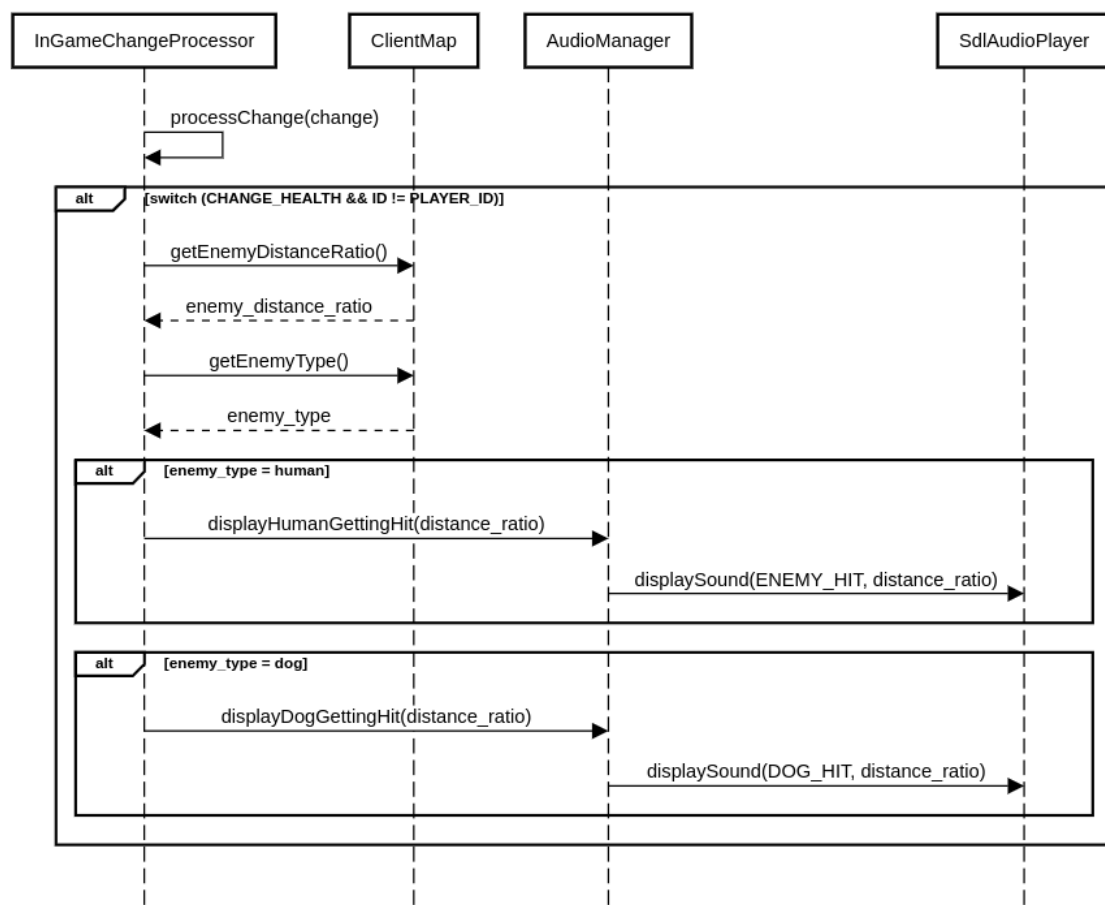 InGameChangeProcessor
ClientMap
AudioManager
SdlAudioPlayer
processChange(change)
alt
[switch (CHANGE_HEALTH && ID != PLAYER_ID)]
getEnemyDistanceRatio()
enemy_distance_ratio
getEnemyType()
enemy_type
alt
[enemy_type = human]
displayHumanGettingHit(distance_ratio)
displaySound(ENEMY_HIT, distance_ratio)
alt
[enemy_type = dog]
displayDogGettingHit(distance_ratio)
displaySound(DOG_HIT, distance_ratio)